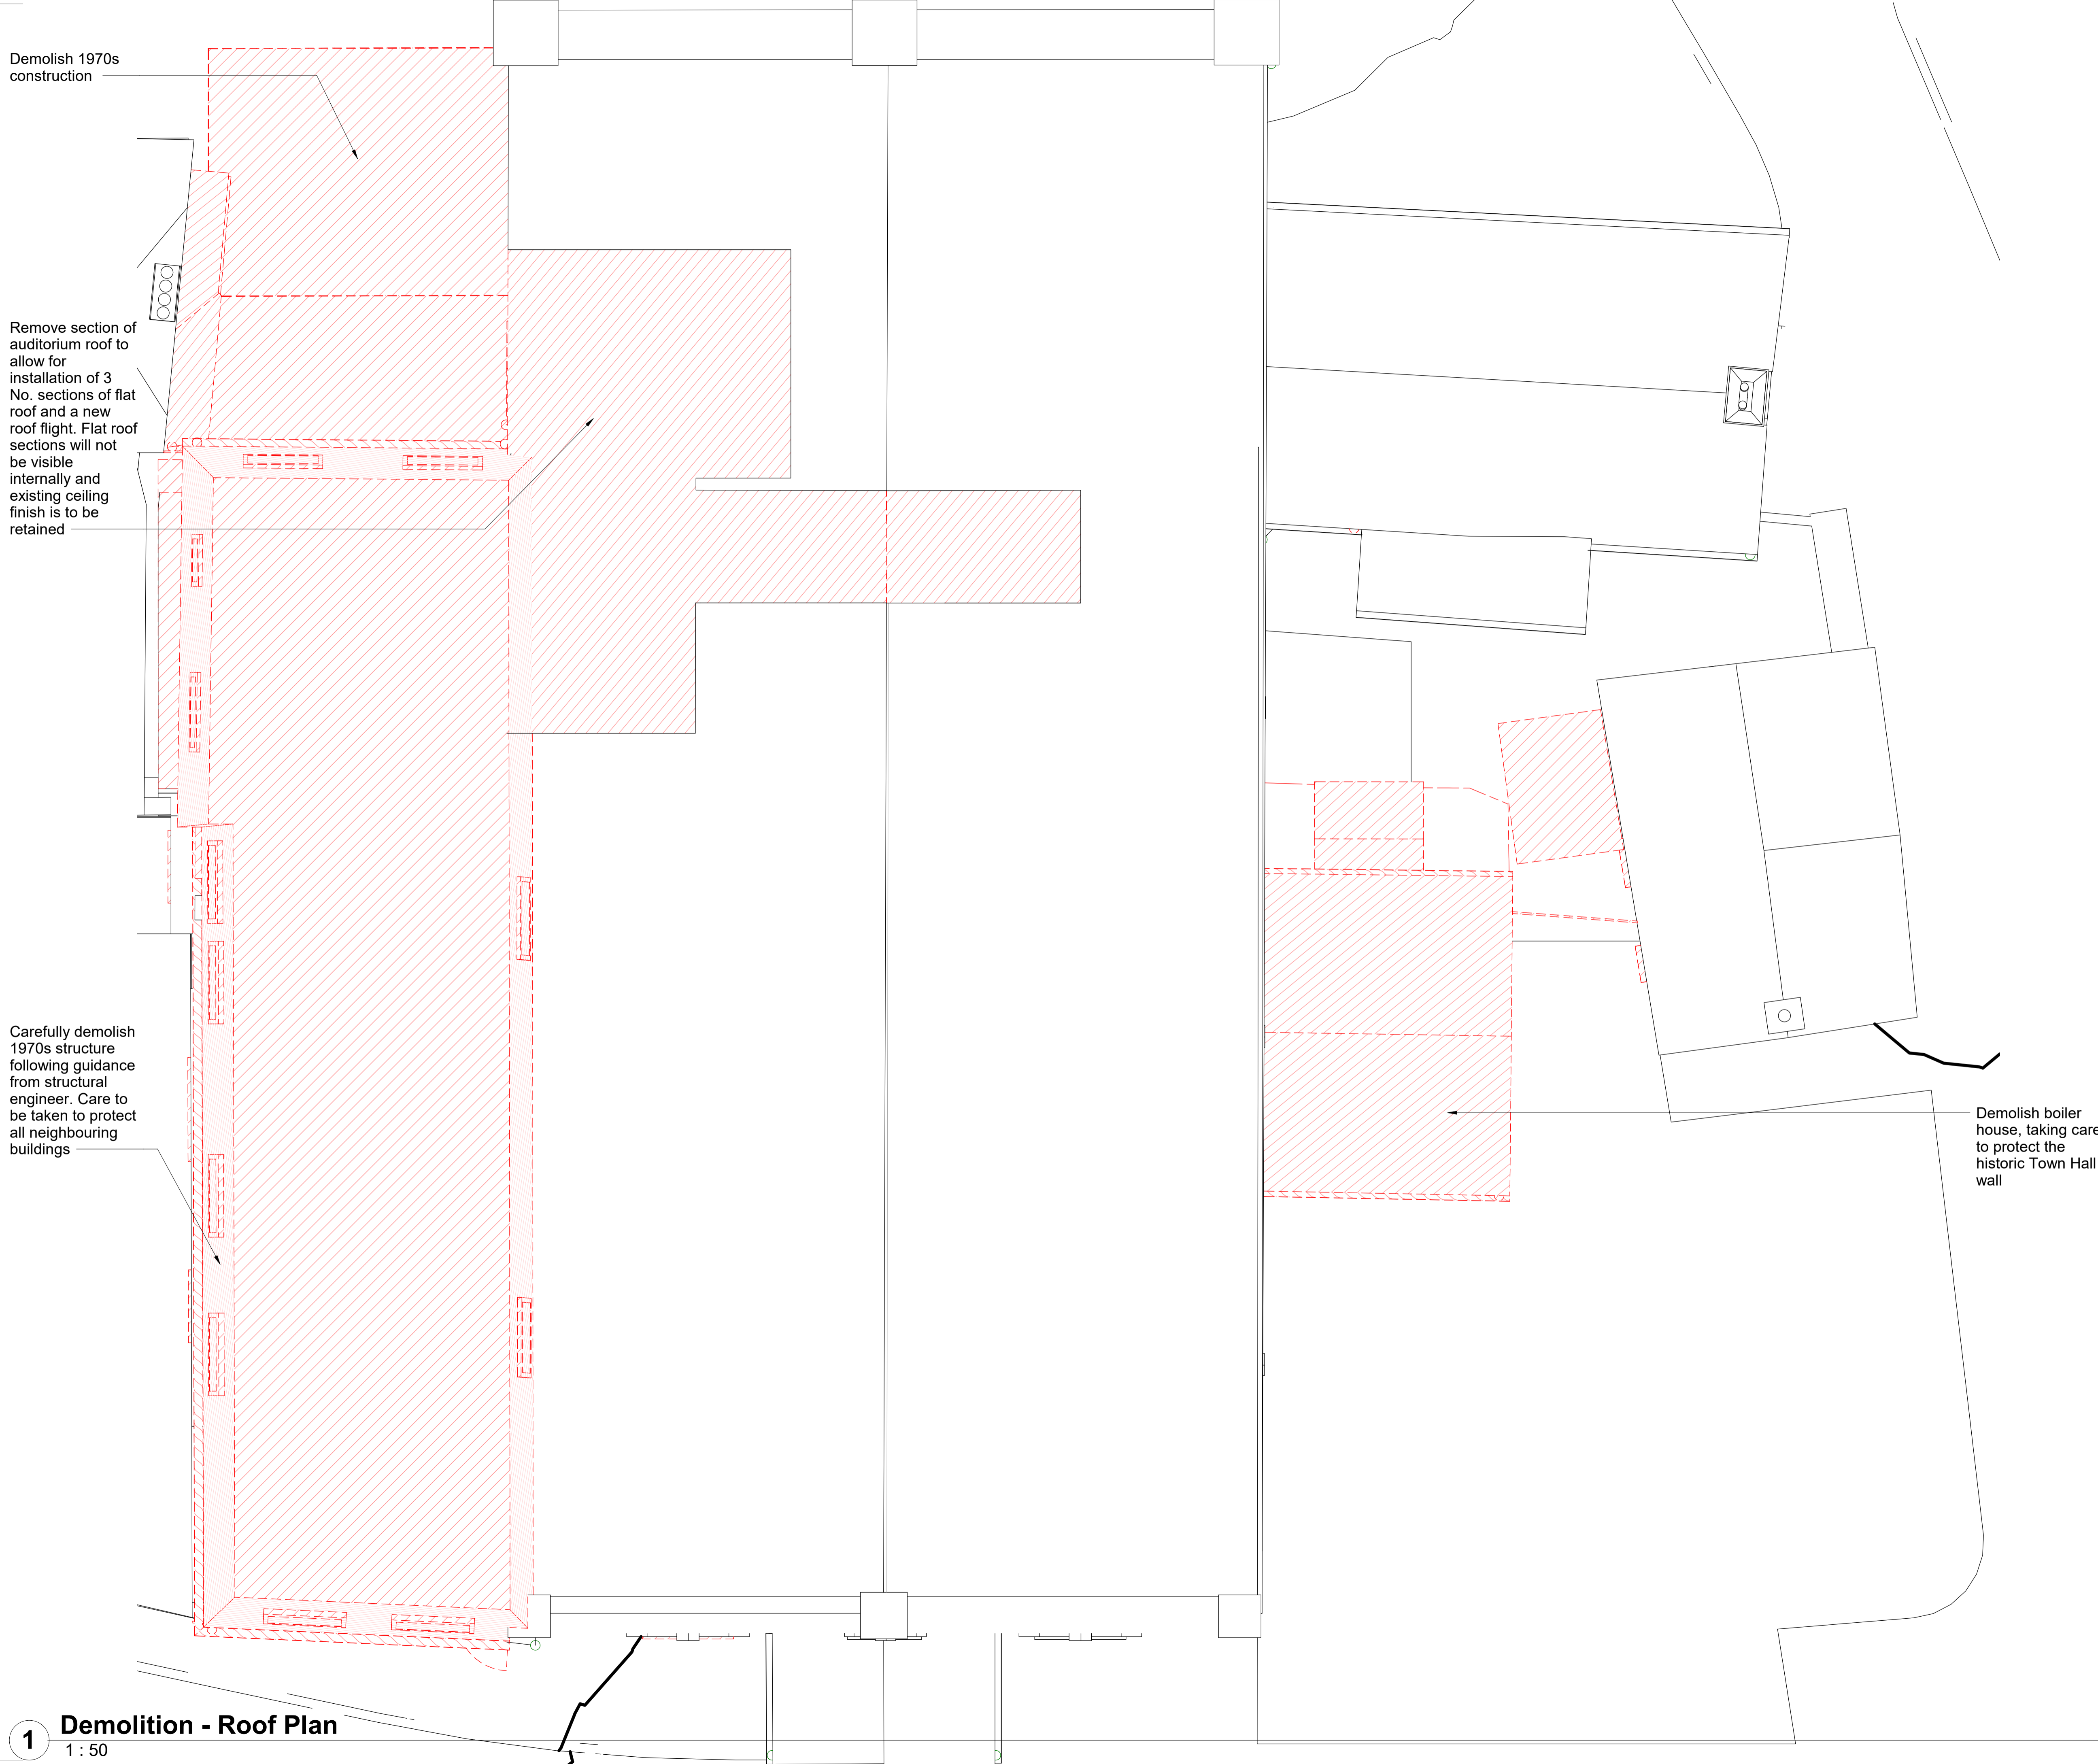 Demolish 1970s
construction
Remove section of
auditorium roof to
allow for
installation of 3
No. sections of flat
roof and a new
roof flight. Flat roof
sections will not
be visible
internally and
existing ceiling
finish is to be
retained
Carefully demolish
1970s structure
following guidance
from structural
engineer. Care to
be taken to protect
all neighbouring
buildings
Demolish boiler
house, taking care
to protect the
historic Town Hall
wall
1
Demolition - Roof Plan
1 : 50